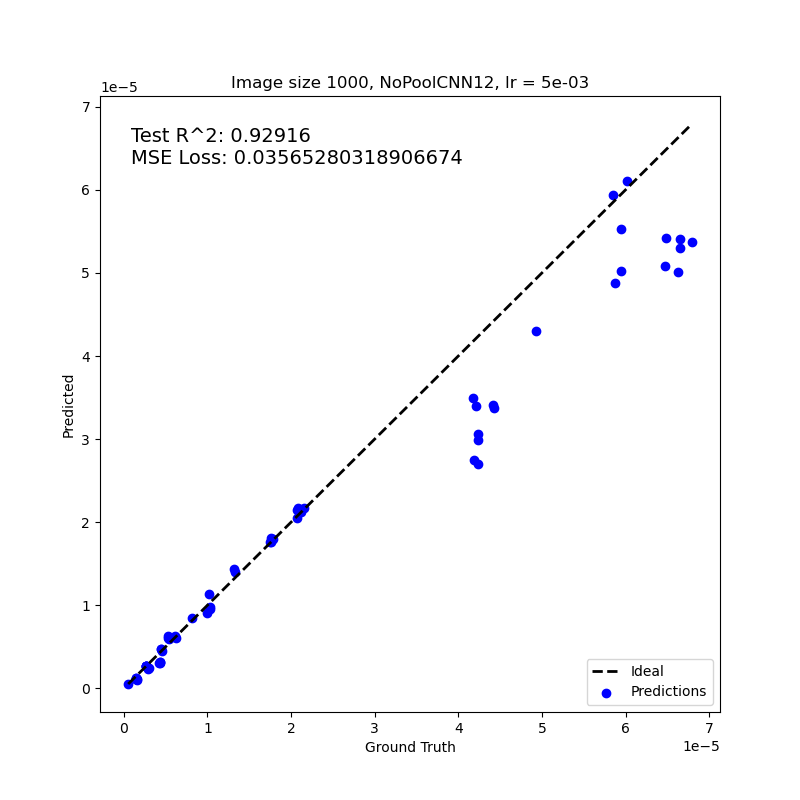 Image size 1000, NoPoolCNN12, lr = 5e-03
1e−5
Test R^2: 0.92916
MSE Loss: 0.03565280318906674
7
6
5
4
3
2
1
0
Predicted
Ideal
Predictions
0 1 2 3 4 5 6 7
Ground Truth
1e−5